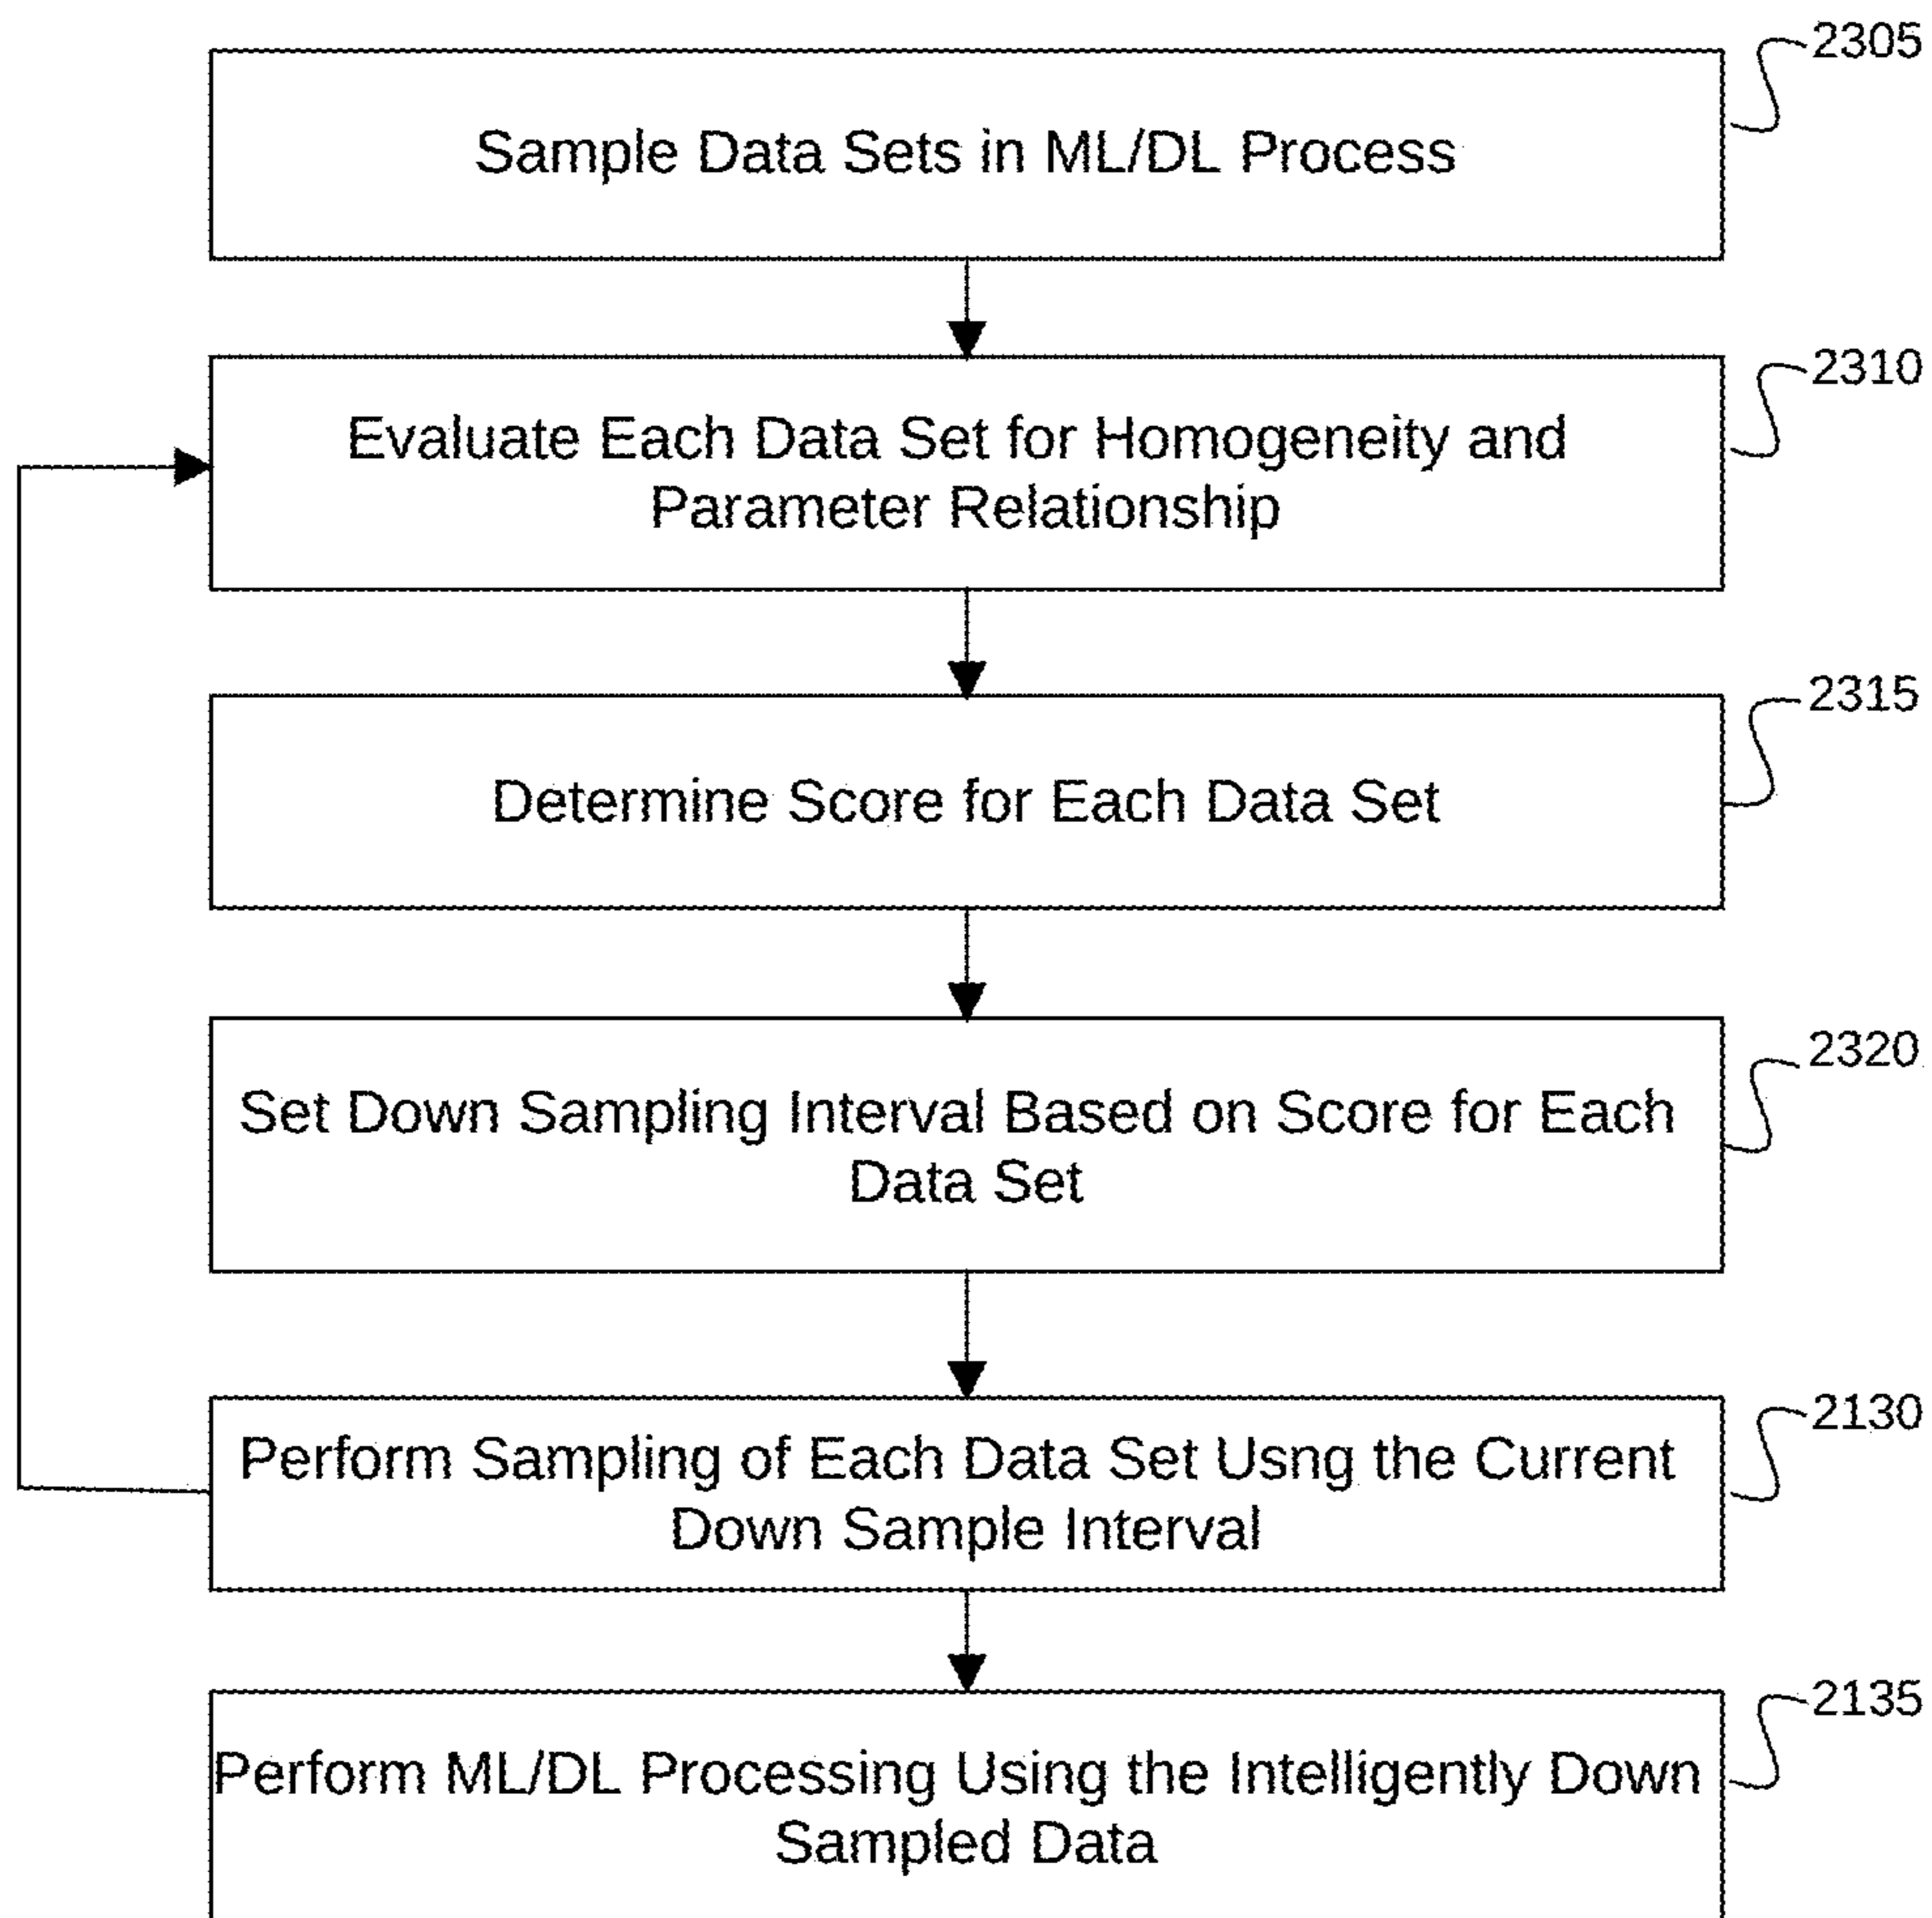 2305
Sample Data Sets in ML/DL Process
2310
Evaluate Each Data Set for Homogeneity and
Parameter Relationship
2315
Determine Score for Each Data Set
2320
Set Down Sampling Interval Based on Score for Each
Data Set
2130
Perform Sampling of Each Data Set Usng the Current
Down Sample Interval
2135
Perform ML/DL Processing Using the Intelligently Down
Sampled Data